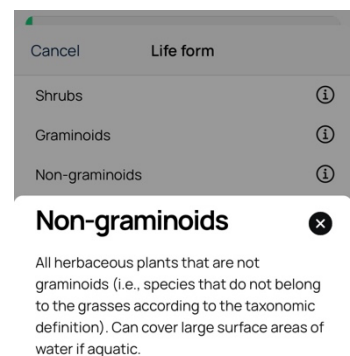 Cancel Life form
Shrubs
Graminoids
Non-graminoids
Non-graminoids
All herbaceous plants that are not
graminoids (i.e., species that do not belong
to the grasses according to the taxonomic
definition). Can cover large surface areas of
water if aquatic.